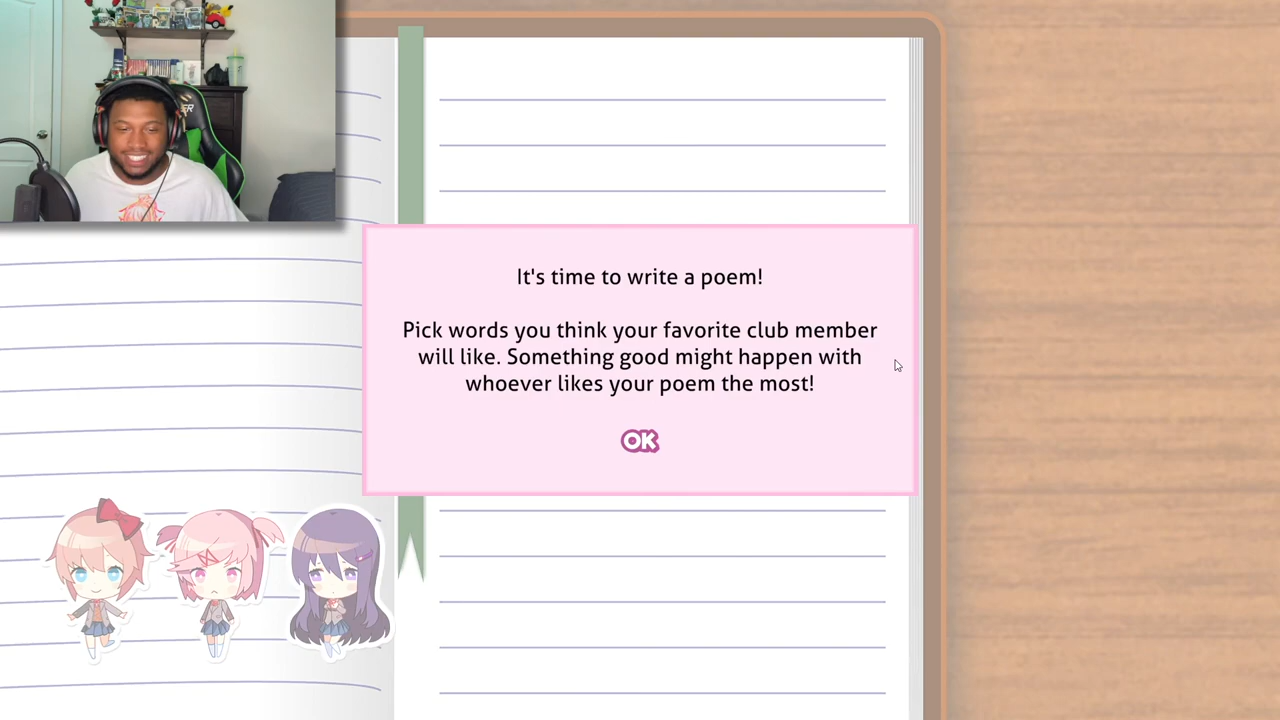 It's time to write a poem!
Pick words you think your favorite club member
will like. Something good might happen with
whoever likes your poem the most!
OK